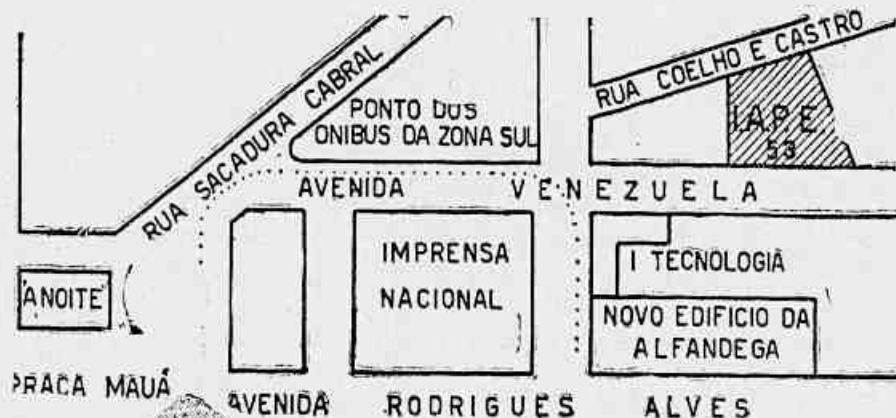 RUA SACADURA CABRAL
PONTO DOS
ONIBUS DA ZONA SUL
RUA COELHO E CASTRO
I.A.P.E
53
AVENIDA VENEZUELA
IMPRENSA
NACIONAL
I TECNOLOGIA
A NOITE
NOVO EDIFICIO DA
ALFANDEGA
PRACA MAUÁ
AVENIDA RODRIGUES ALVES